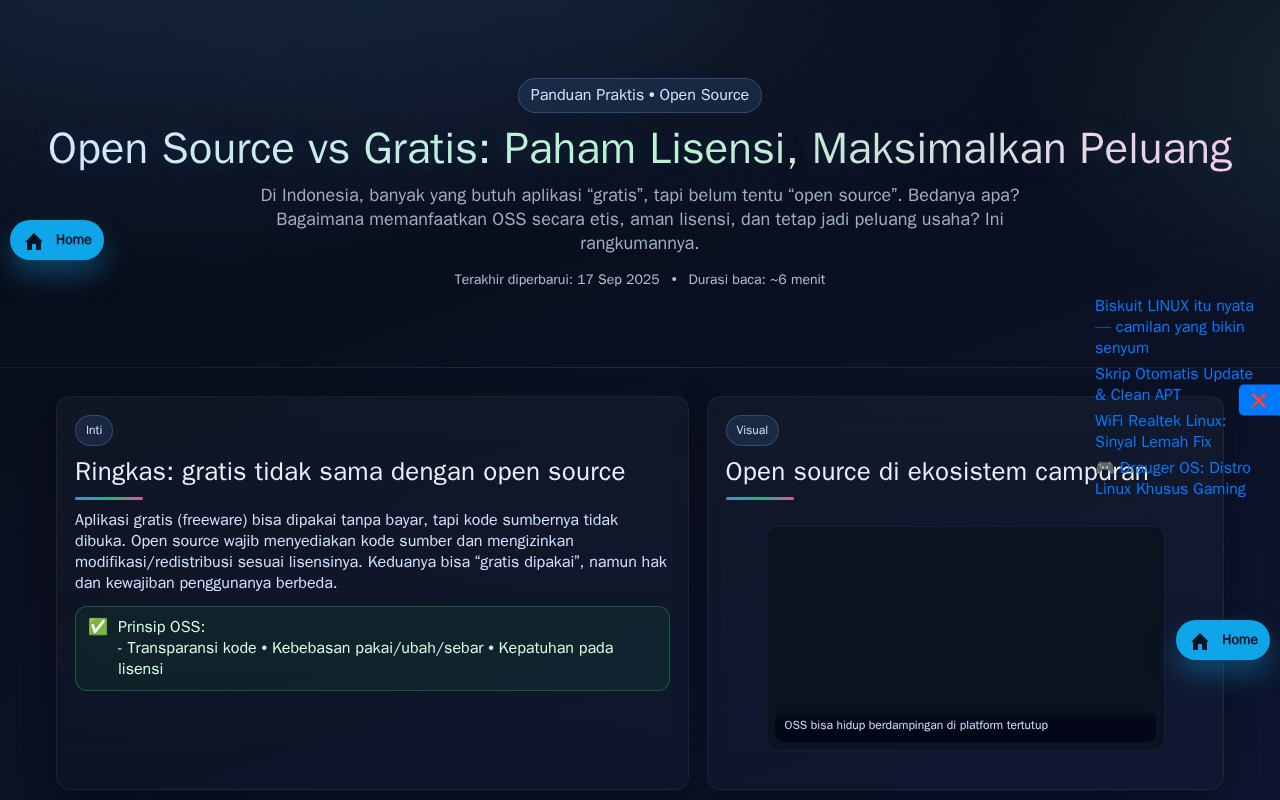 Panduan Praktis • Open Source
Open Source vs Gratis: Paham Lisensi, Maksimalkan Peluang
Di Indonesia, banyak yang butuh aplikasi “gratis”, tapi belum tentu “open source”. Bedanya apa?
Bagaimana memanfaatkan OSS secara etis, aman lisensi, dan tetap jadi peluang usaha? Ini
rangkumannya.
Home
Terakhir diperbarui: 17 Sep 2025 • Durasi baca: ~6 menit
Biskuit LINUX itu nyata
— camilan yang bikin
senyum
Skrip Otomatis Update
& Clean APT
WiFi Realtek Linux:
Sinyal Lemah Fix
🎮 Drauger OS: Distro
Linux Khusus Gaming
Inti
Ringkas: gratis tidak sama dengan open source
Aplikasi gratis (freeware) bisa dipakai tanpa bayar, tapi kode sumbernya tidak
dibuka. Open source wajib menyediakan kode sumber dan mengizinkan
modifikasi/redistribusi sesuai lisensinya. Keduanya bisa “gratis dipakai”, namun hak
dan kewajiban penggunanya berbeda.
✅ Prinsip OSS:
- Transparansi kode • Kebebasan pakai/ubah/sebar • Kepatuhan pada
lisensi
Visual
Open source di ekosistem campuran
OSS bisa hidup berdampingan di platform tertutup
Home